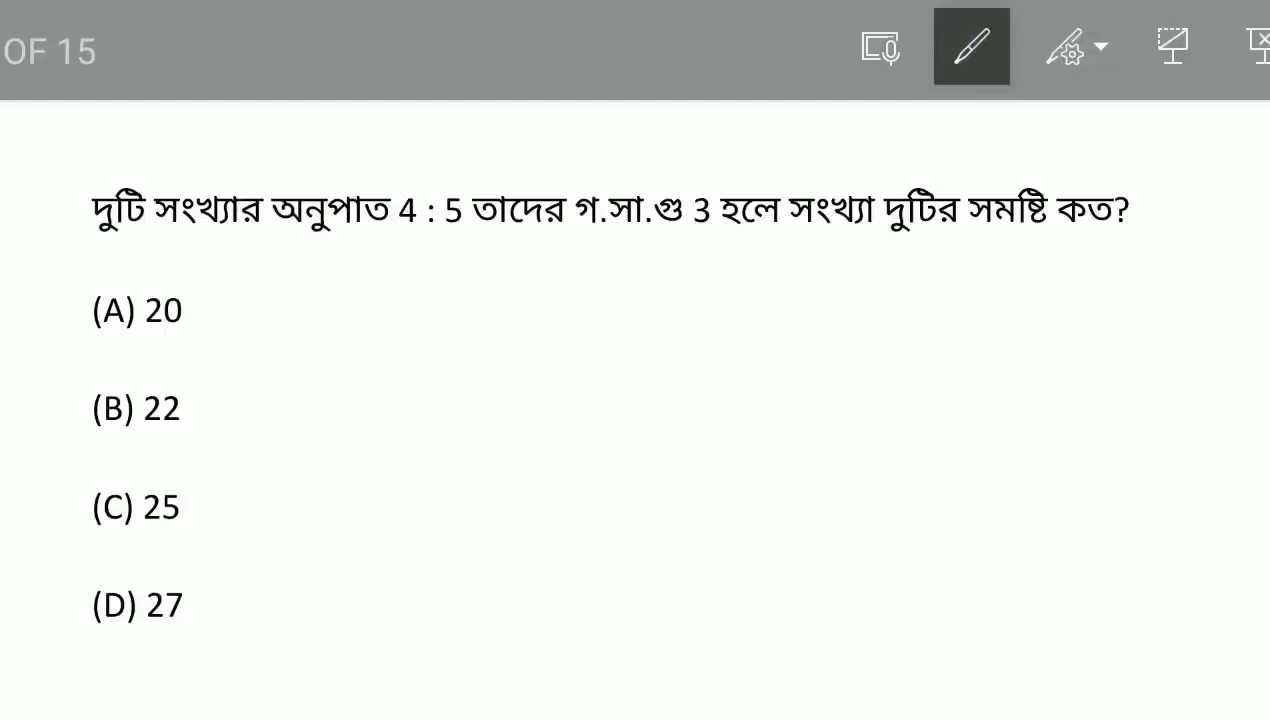 OF 15
দুটি সংখ্যার অনুপাত 4 : 5 তাদের গ.সা.গু 3 হলে সংখ্যা দুটির সমষ্টি কত?
(A) 20
(B) 22
(C) 25
(D) 27